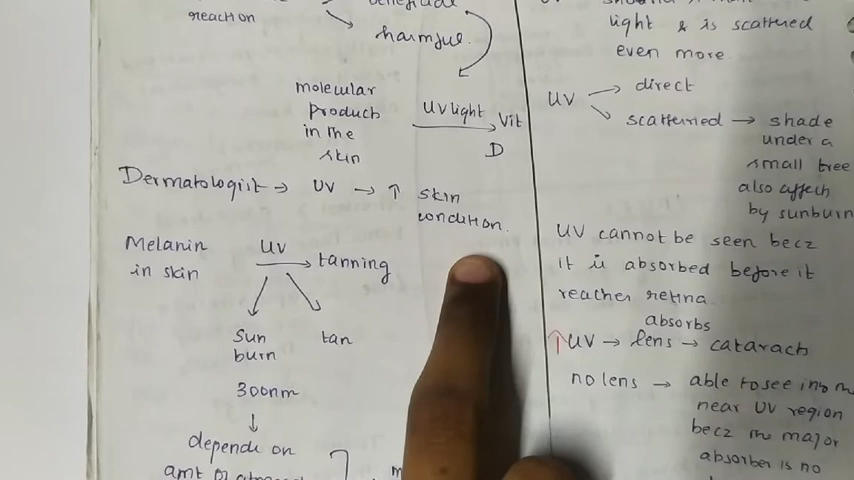 beneficial
reaction
harmful.
molecular
product
in the
skin
UV light
Vit
D
Dermatologist → UV → ↑ skin
condition.
Melanin
in skin
UV
tanning
Sun
burn
tan
300nm
depends on
light & is scattered
even more.
UV
direct
scatterried → shade
under a
small tree
also affects
by sunburn
UV cannot be seen becz
it is absorbed before it
reaches retina.
absorbs
↑UV → lens → cataract
no lens → able to see into
near UV region
becz the major
absorber is no